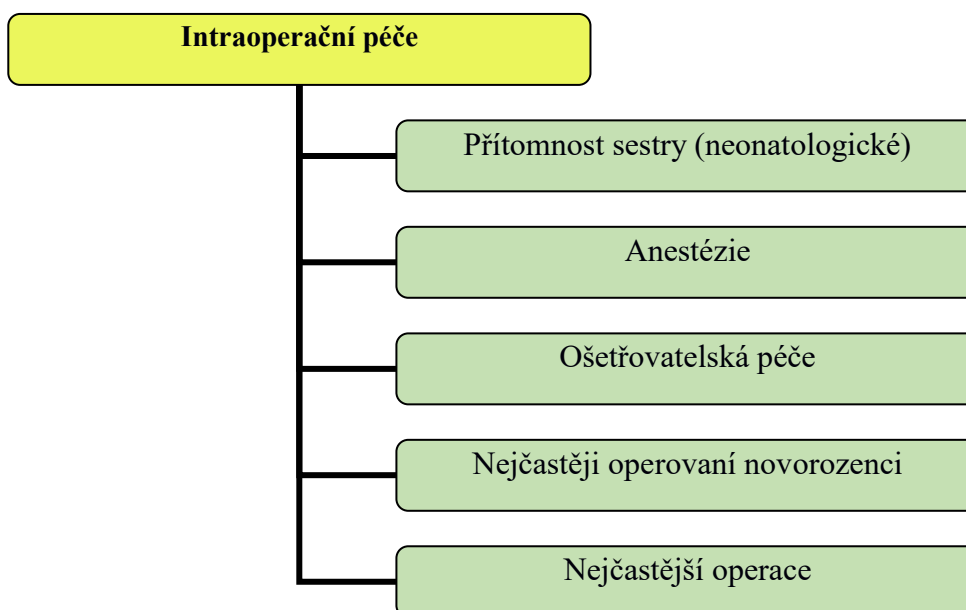 Intraoperační péče
Přítomnost sestry (neonatologické)
Anestézie
Ošetřovatelská péče
Nejčastěji operovaní novorozenci
Nejčastější operace